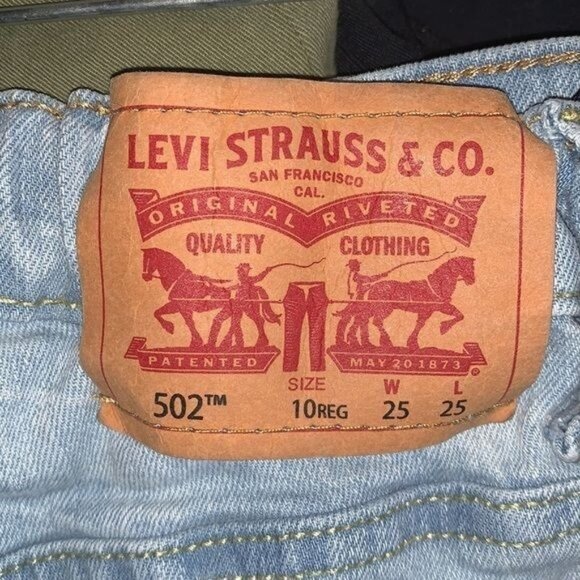 LEVI STRAUSS & CO.
SAN FRANCISCO
CAL.
ORIGINAL RIVETED
QUALITY CLOTHING
PATENTED MAY 20 1873 ®
SIZE W L
502™ 10REG 25 25